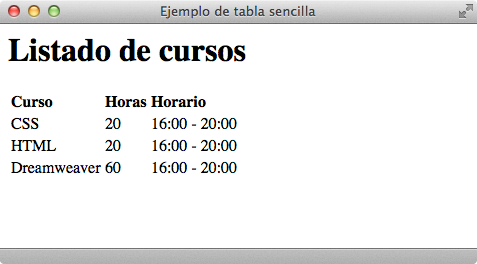 Ejemplo de tabla sencilla
Listado de cursos
Curso Horas Horario
CSS 20 16:00 - 20:00
HTML 20 16:00 - 20:00
Dreamweaver 60 16:00 - 20:00